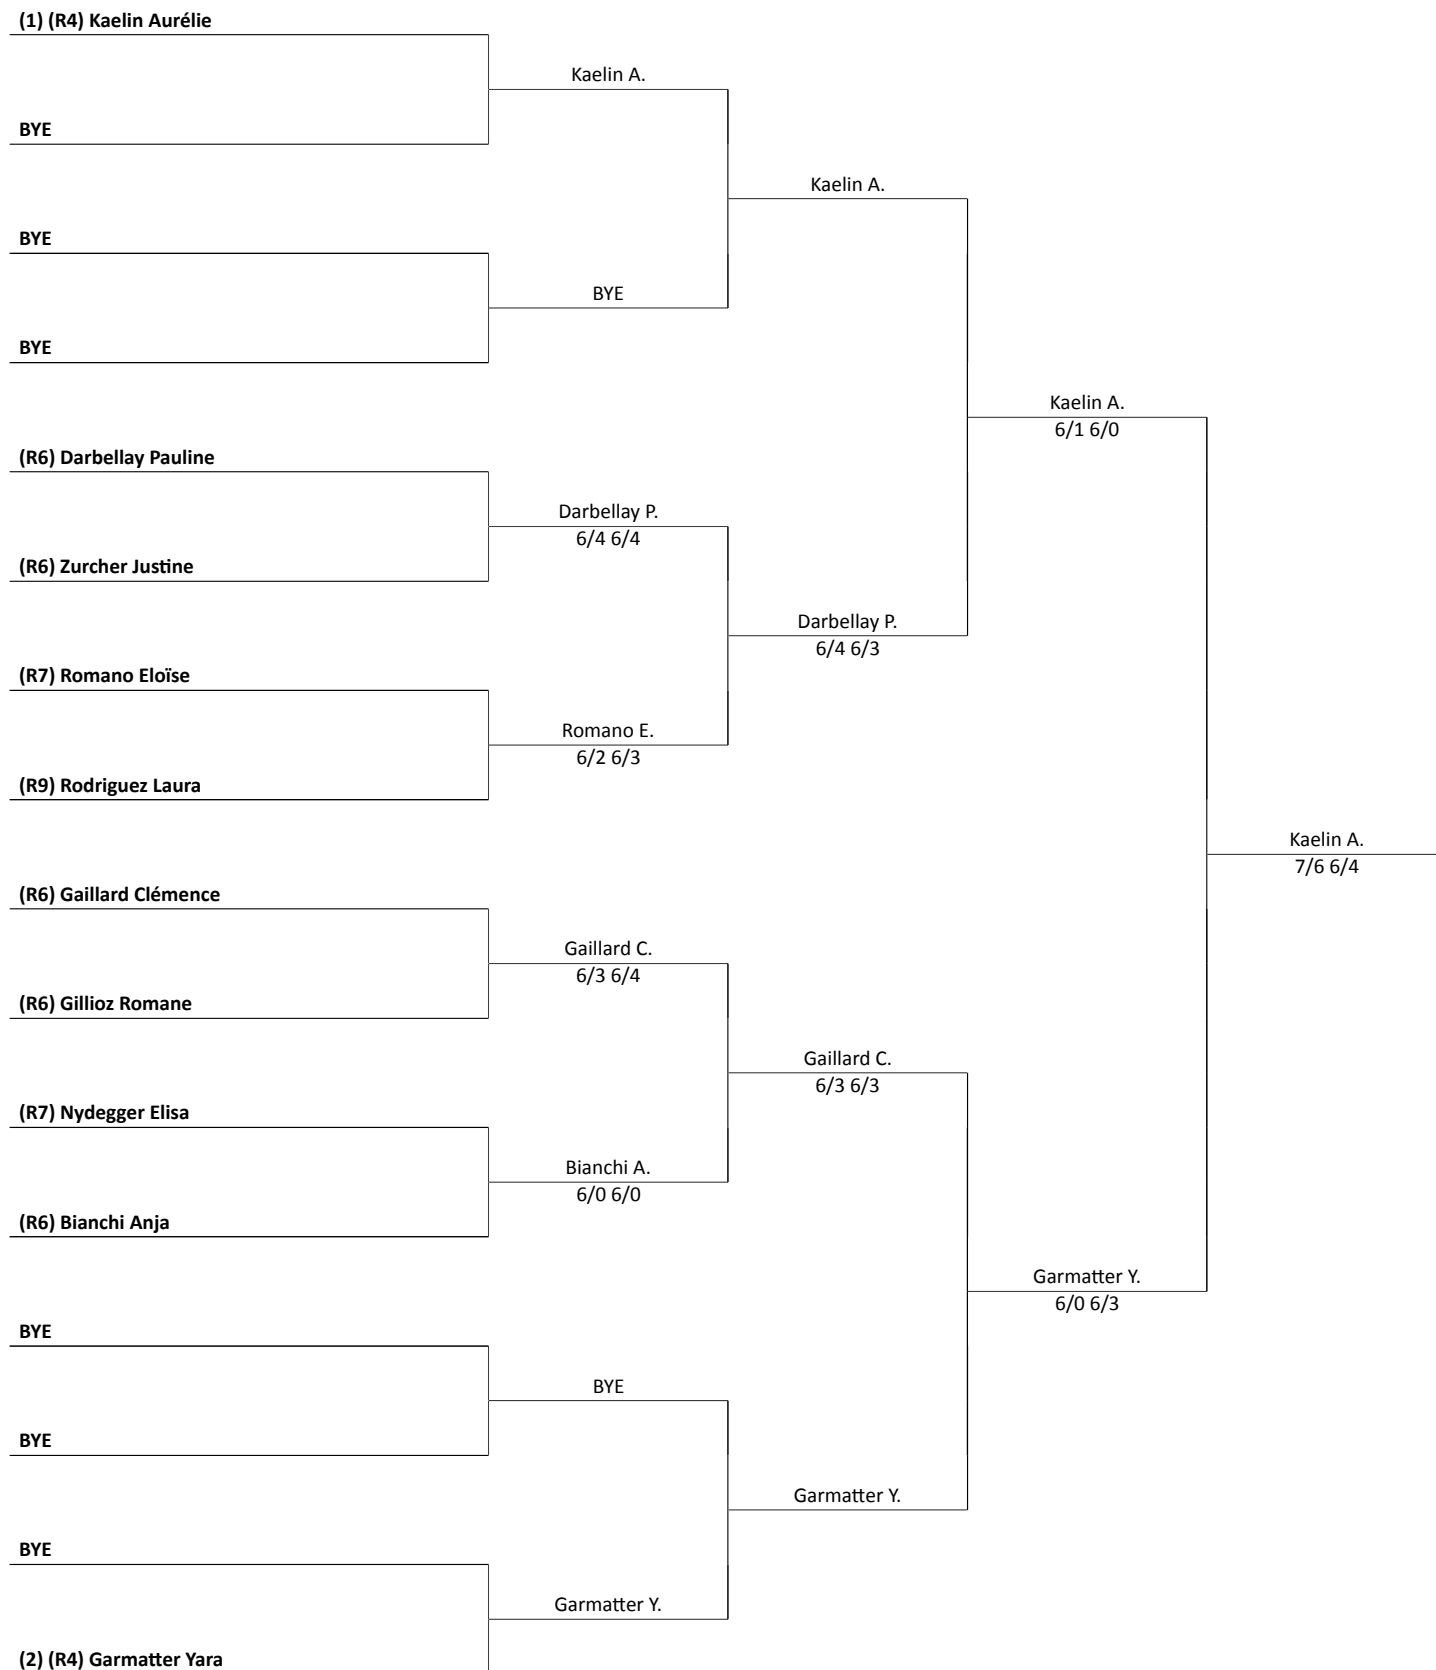 (1) (R4) Kaelin Aurélie
Kaelin A.
BYE
Kaelin A.
BYE
BYE
BYE
Kaelin A.
6/1 6/0
(R6) Darbellay Pauline
Darbellay P.
6/4 6/4
(R6) Zurcher Justine
Darbellay P.
6/4 6/3
(R7) Romano Eloïse
Romano E.
6/2 6/3
(R9) Rodriguez Laura
Kaelin A.
7/6 6/4
(R6) Gaillard Clémence
Gaillard C.
6/3 6/4
(R6) Gillioz Romane
Gaillard C.
6/3 6/3
(R7) Nydegger Elisa
Bianchi A.
6/0 6/0
(R6) Bianchi Anja
Garmatter Y.
6/0 6/3
BYE
BYE
BYE
Garmatter Y.
BYE
Garmatter Y.
(2) (R4) Garmatter Yara